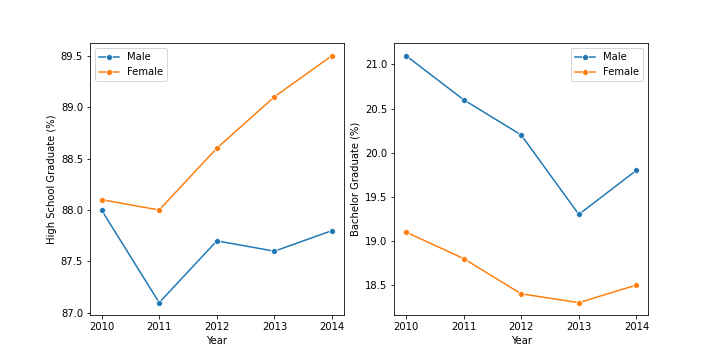 High School Graduate (%)
89.5
89.0
88.5
88.0
87.5
87.0
Male
Female
2010 2011 2012 2013 2014
Year
Bachelor Graduate (%)
21.0
20.5
20.0
19.5
19.0
18.5
Male
Female
2010 2011 2012 2013 2014
Year